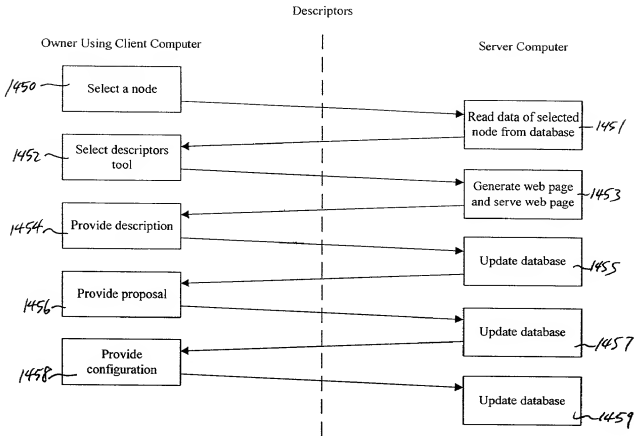 Descriptors
Owner Using Client Computer
Server Computer
1450
Select a node
Read data of selected
node from database
1451
1452
Select descriptors
tool
Generate web page
and serve web page
1453
1454
Provide description
Update database
1455
1456
Provide proposal
Update database
1457
1458
Provide
configuration
Update database
1459